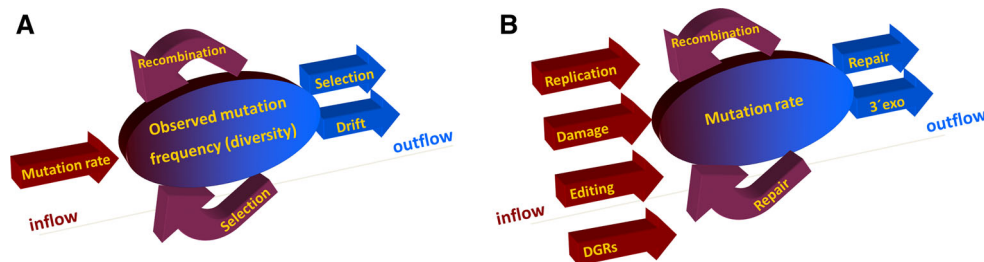 A
Recombination
Selection
Observed mutation
frequency (diversity)
Drift
Mutation rate
outflow
inflow
Selection
B
Recombination
Replication
Repair
Mutation rate
3´exo
Damage
outflow
Editing
inflow
Repair
DGRs